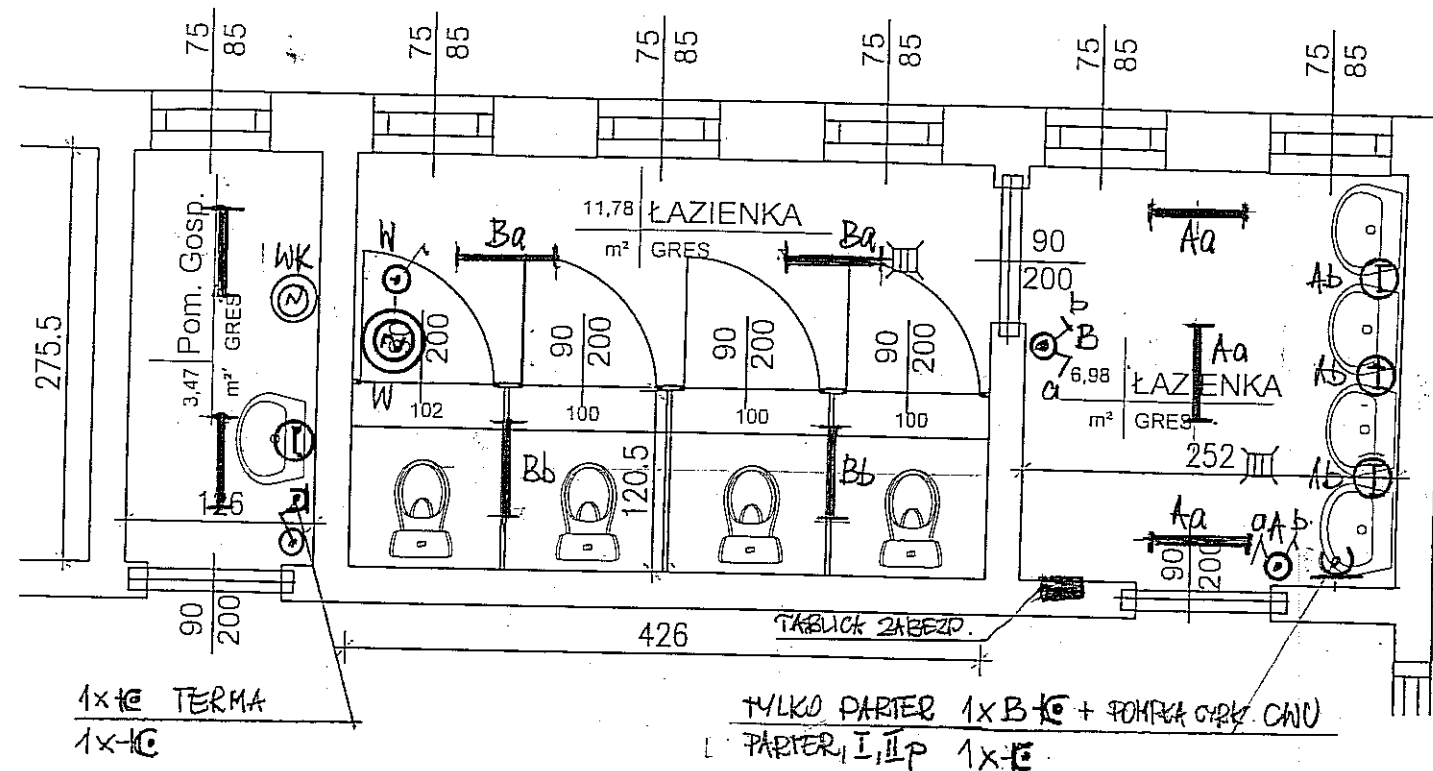 75
85
75
85
75
85
75
85
75
85
75
85
275.5
3,47 Pom. Gosp.
m² GRES
WK
126
90
200
W
W
200
102
Ba
11,78 ŁAZIENKA
m² GRES
Ba
90
200
90
200
90
200
100
100
100
Bb
120.5
Bb
90
200
b
B
a
Aa
Ab
Aa
6,98 ŁAZIENKA
m² GRES
Ab
252
Ab
Aa
aAb
90
200
426
TABLICA ZABEZP.
1x TERMA
1x
TYLKO PARTER 1xB + POMPKA CYRK. CWU
PARTER, I, II p 1x